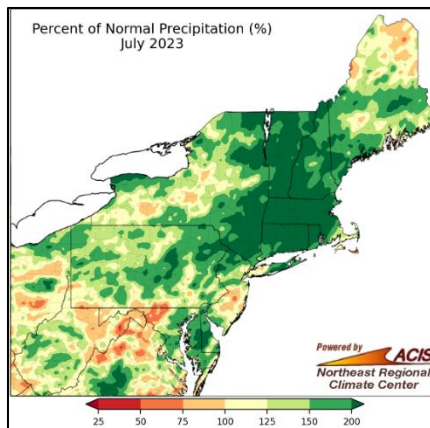 Percent of Normal Precipitation (%)
July 2023
Powered by
ACIS
Northeast Regional
Climate Center
25 50 75 100 125 150 200